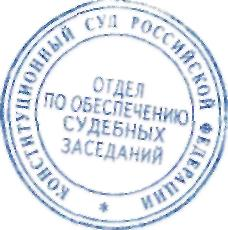 КОНСТИТУЦИОННЫЙ СУД РОССИЙСКОЙ ФЕДЕРАЦИИ
ОТДЕЛ
ПО ОБЕСПЕЧЕНИЮ
СУДЕБНЫХ
ЗАСЕДАНИЙ
*